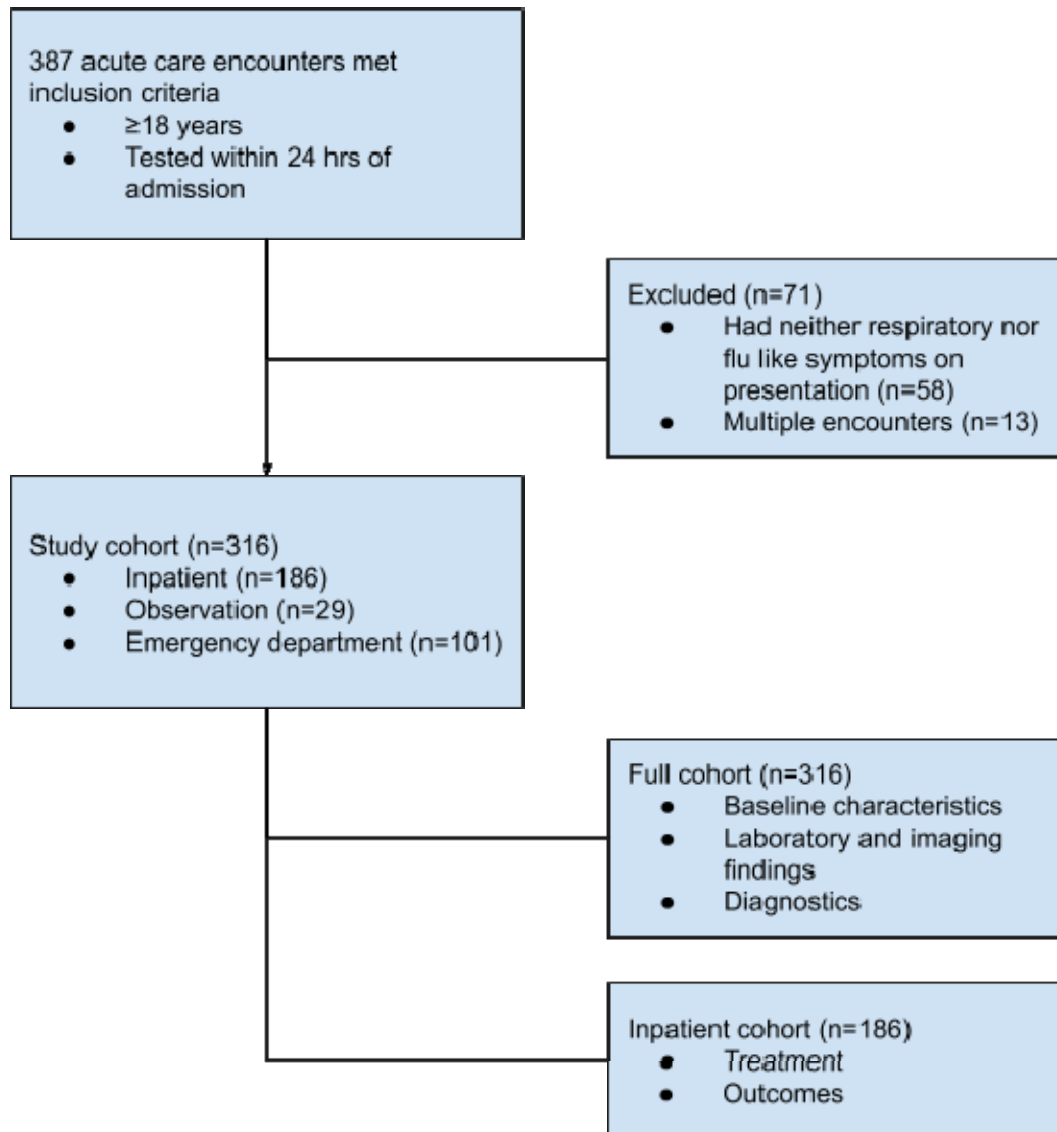 387 acute care encounters met
inclusion criteria
● ≥18 years
● Tested within 24 hrs of
admission
Excluded (n=71)
● Had neither respiratory nor
flu like symptoms on
presentation (n=58)
● Multiple encounters (n=13)
Study cohort (n=316)
● Inpatient (n=186)
● Observation (n=29)
● Emergency department (n=101)
Full cohort (n=316)
● Baseline characteristics
● Laboratory and imaging
findings
● Diagnostics
Inpatient cohort (n=186)
● Treatment
● Outcomes